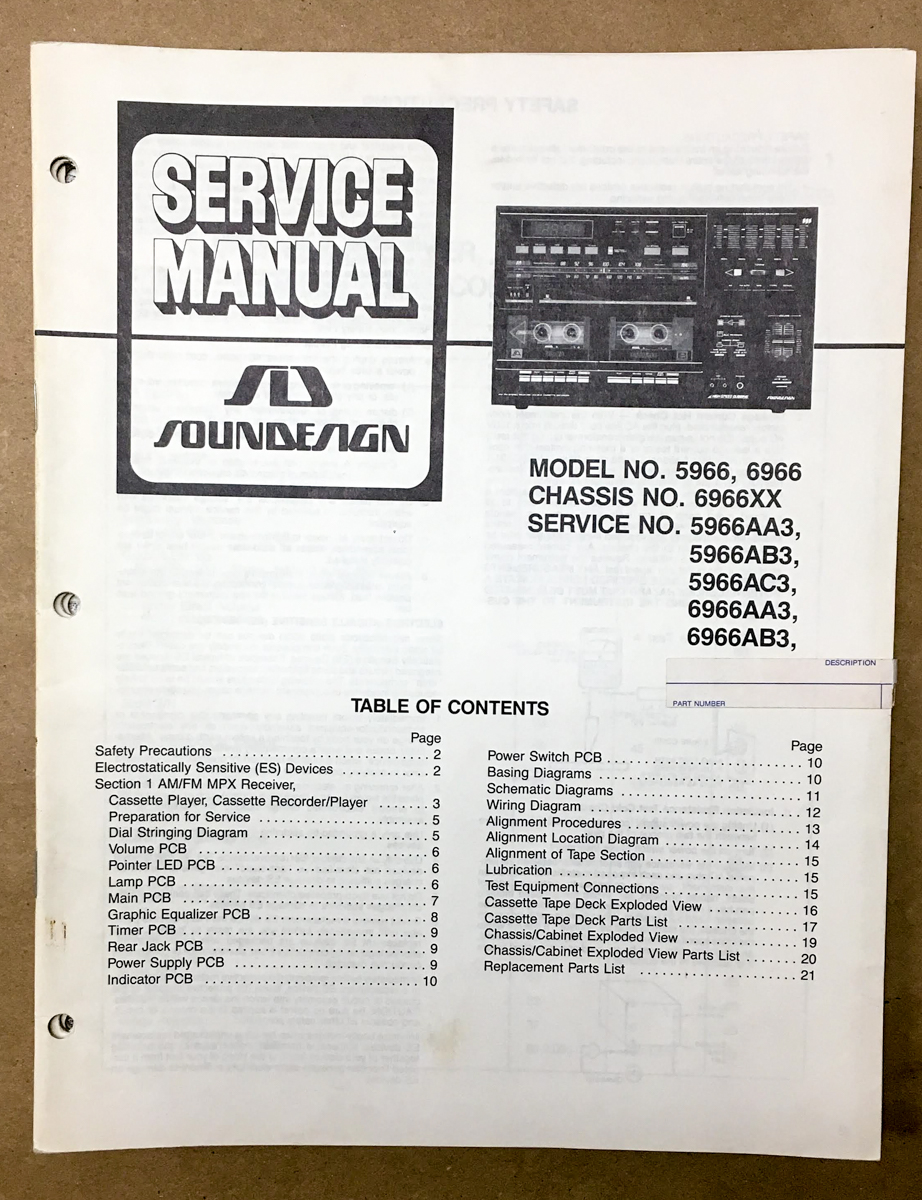 SERVICE
MANUAL
SOUNDESIGN
MODEL NO. 5966, 6966
CHASSIS NO. 6966XX
SERVICE NO. 5966AA3,
5966AB3,
5966AC3,
6966AA3,
6966AB3,
DESCRIPTION
PART NUMBER
TABLE OF CONTENTS
Page
Safety Precautions . . . . . . . . . . . . . . . . . . . . . . . . . 2
Electrostatically Sensitive (ES) Devices . . . . . . . . . . . . 2
Section 1 AM/FM MPX Receiver,
Cassette Player, Cassette Recorder/Player . . . . . . . 3
Preparation for Service . . . . . . . . . . . . . . . . . . . . . 5
Dial Stringing Diagram . . . . . . . . . . . . . . . . . . . . . 5
Volume PCB . . . . . . . . . . . . . . . . . . . . . . . . . . . . 6
Pointer LED PCB . . . . . . . . . . . . . . . . . . . . . . . . . 6
Lamp PCB . . . . . . . . . . . . . . . . . . . . . . . . . . . . . 6
Main PCB . . . . . . . . . . . . . . . . . . . . . . . . . . . . . 7
Graphic Equalizer PCB . . . . . . . . . . . . . . . . . . . . . 8
Timer PCB . . . . . . . . . . . . . . . . . . . . . . . . . . . . . 9
Rear Jack PCB . . . . . . . . . . . . . . . . . . . . . . . . . . 9
Power Supply PCB . . . . . . . . . . . . . . . . . . . . . . . . 9
Indicator PCB . . . . . . . . . . . . . . . . . . . . . . . . . . 10
Page
Power Switch PCB . . . . . . . . . . . . . . . . . . . . . . . . 10
Basing Diagrams . . . . . . . . . . . . . . . . . . . . . . . . . 10
Schematic Diagrams . . . . . . . . . . . . . . . . . . . . . . . 11
Wiring Diagram . . . . . . . . . . . . . . . . . . . . . . . . . . 12
Alignment Procedures . . . . . . . . . . . . . . . . . . . . . . 13
Alignment Location Diagram . . . . . . . . . . . . . . . . . . 14
Alignment of Tape Section . . . . . . . . . . . . . . . . . . . 15
Lubrication . . . . . . . . . . . . . . . . . . . . . . . . . . . . . 15
Test Equipment Connections . . . . . . . . . . . . . . . . . . 15
Cassette Tape Deck Exploded View . . . . . . . . . . . . 16
Cassette Tape Deck Parts List . . . . . . . . . . . . . . . . . 17
Chassis/Cabinet Exploded View . . . . . . . . . . . . . . . . 19
Chassis/Cabinet Exploded View Parts List . . . . . . . 20
Replacement Parts List . . . . . . . . . . . . . . . . . . . . . 21